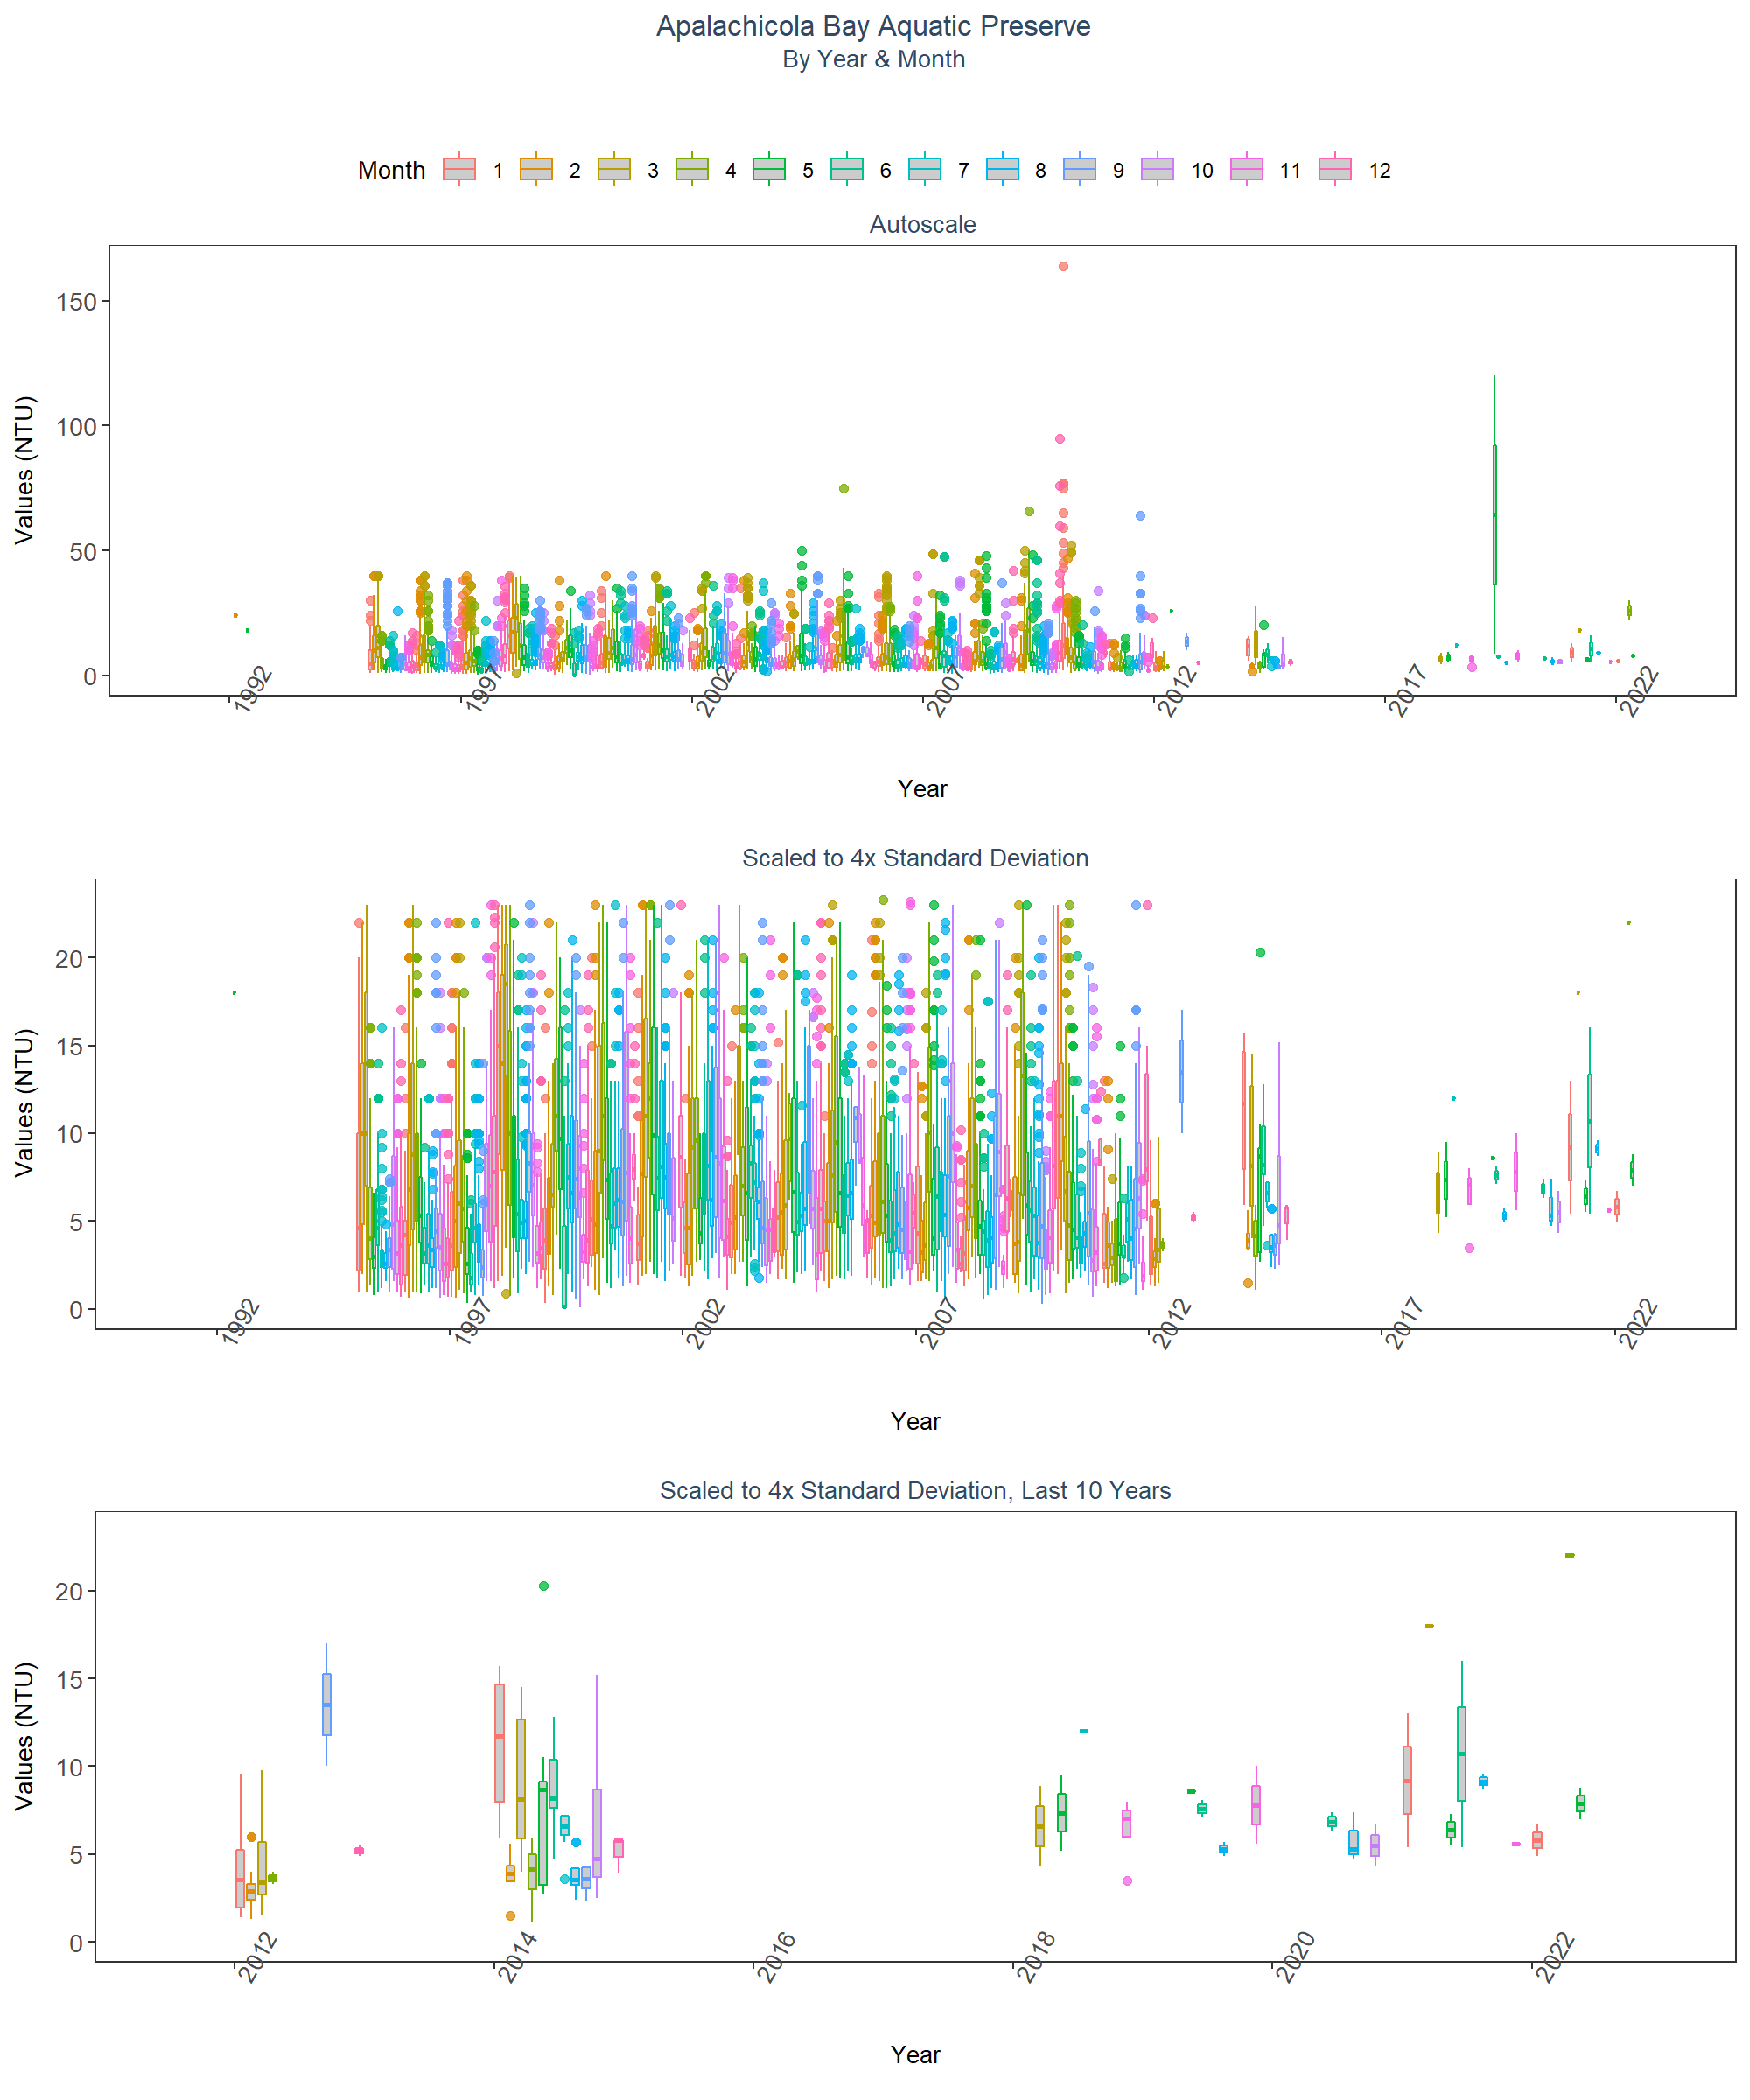 Apalachicola Bay Aquatic Preserve
By Year & Month
Month 1 2 3 4 5 6 7 8 9 10 11 12
Autoscale
Values (NTU)
150
100
50
0
1992 1997 2002 2007 2012 2017 2022
Year
Scaled to 4x Standard Deviation
Values (NTU)
20
15
10
5
0
1992 1997 2002 2007 2012 2017 2022
Year
Scaled to 4x Standard Deviation, Last 10 Years
Values (NTU)
20
15
10
5
0
2012 2014 2016 2018 2020 2022
Year